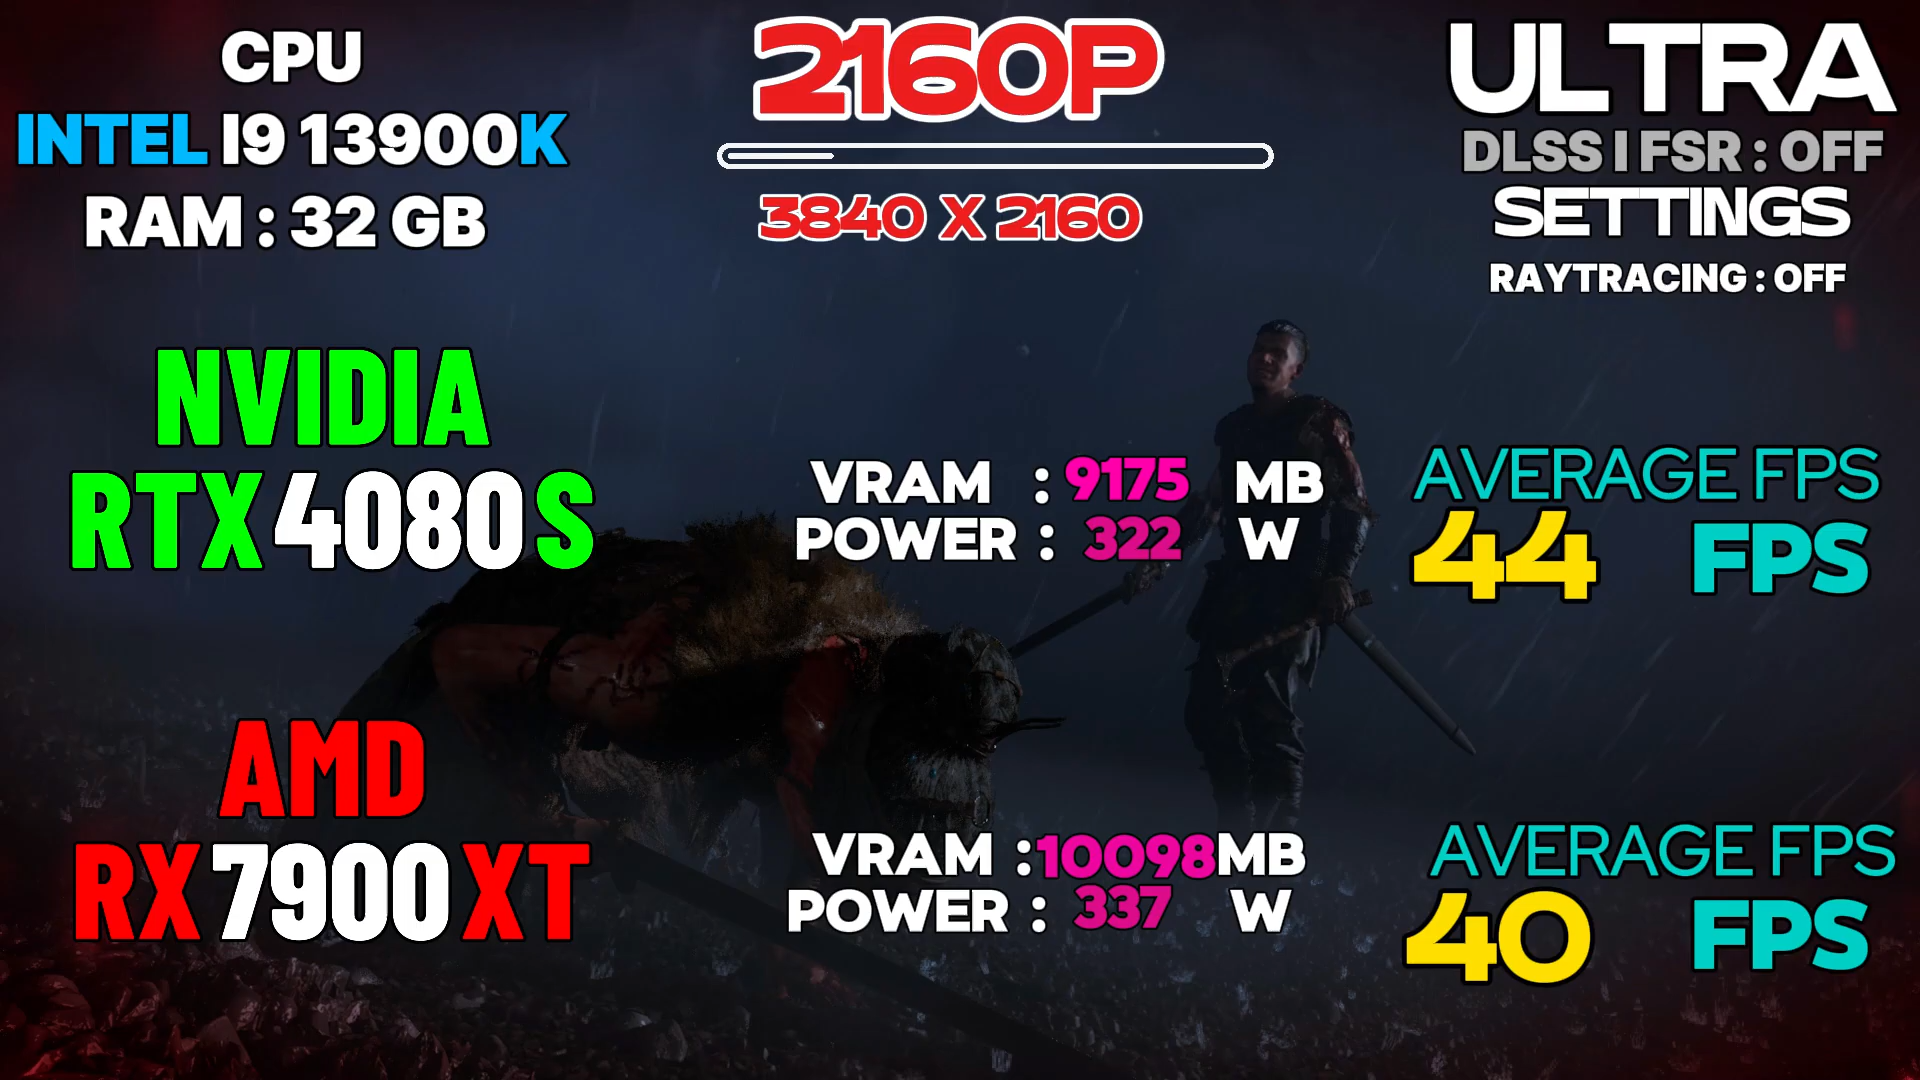 CPU
INTEL I9 13900K
RAM : 32 GB
2160P
3840 X 2160
ULTRA
DLSS I FSR : OFF
SETTINGS
RAYTRACING : OFF
NVIDIA
RTX 4080 S
VRAM : 9175 MB
POWER : 322 W
AVERAGE FPS
44 FPS
AMD
RX 7900 XT
VRAM : 10098 MB
POWER : 337 W
AVERAGE FPS
40 FPS